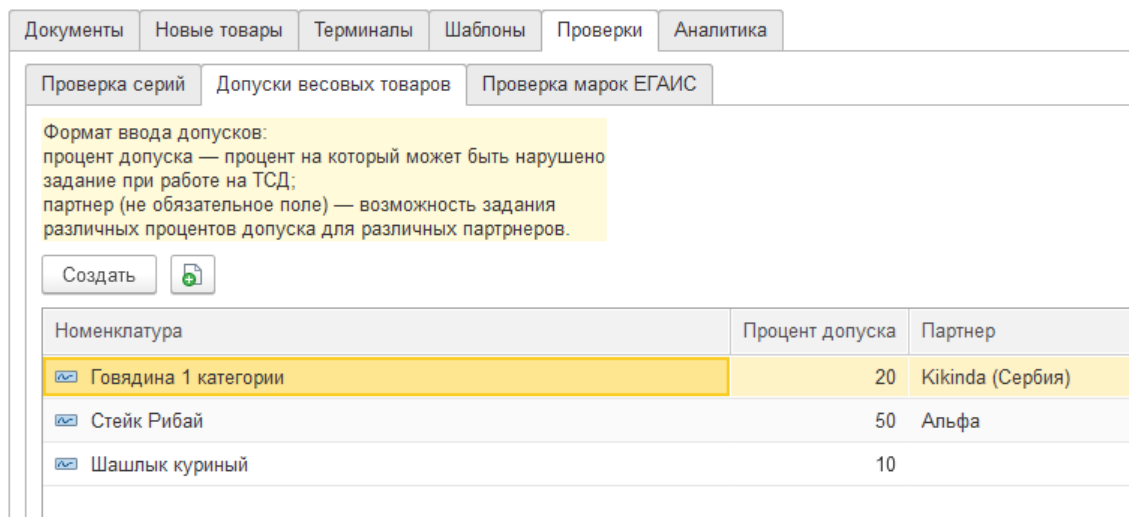 Документы Новые товары Терминалы Шаблоны Проверки Аналитика
Проверка серий Допуски весовых товаров Проверка марок ЕГАИС
Формат ввода допусков:
процент допуска — процент на который может быть нарушено
задание при работе на ТСД;
партнер (не обязательное поле) — возможность задания
различных процентов допуска для различных партрнеров.
Создать
Номенклатура Процент допуска Партнер
Говядина 1 категории 20 Kikinda (Сербия)
Стейк Рибай 50 Альфа
Шашлык куриный 10